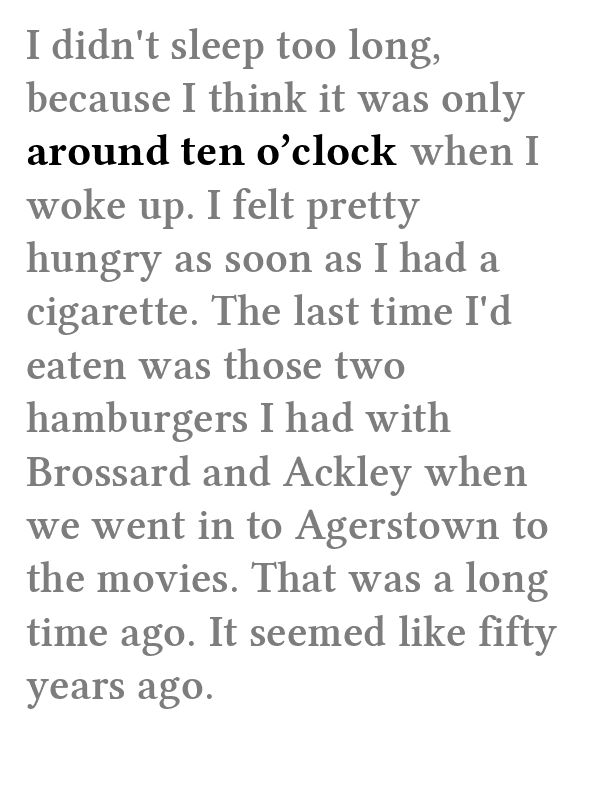 I didn't sleep too long,
because I think it was only
around ten o’clock when I
woke up. I felt pretty
hungry as soon as I had a
cigarette. The last time I'd
eaten was those two
hamburgers I had with
Brossard and Ackley when
we went in to Agerstown to
the movies. That was a long
time ago. It seemed like fifty
years ago.